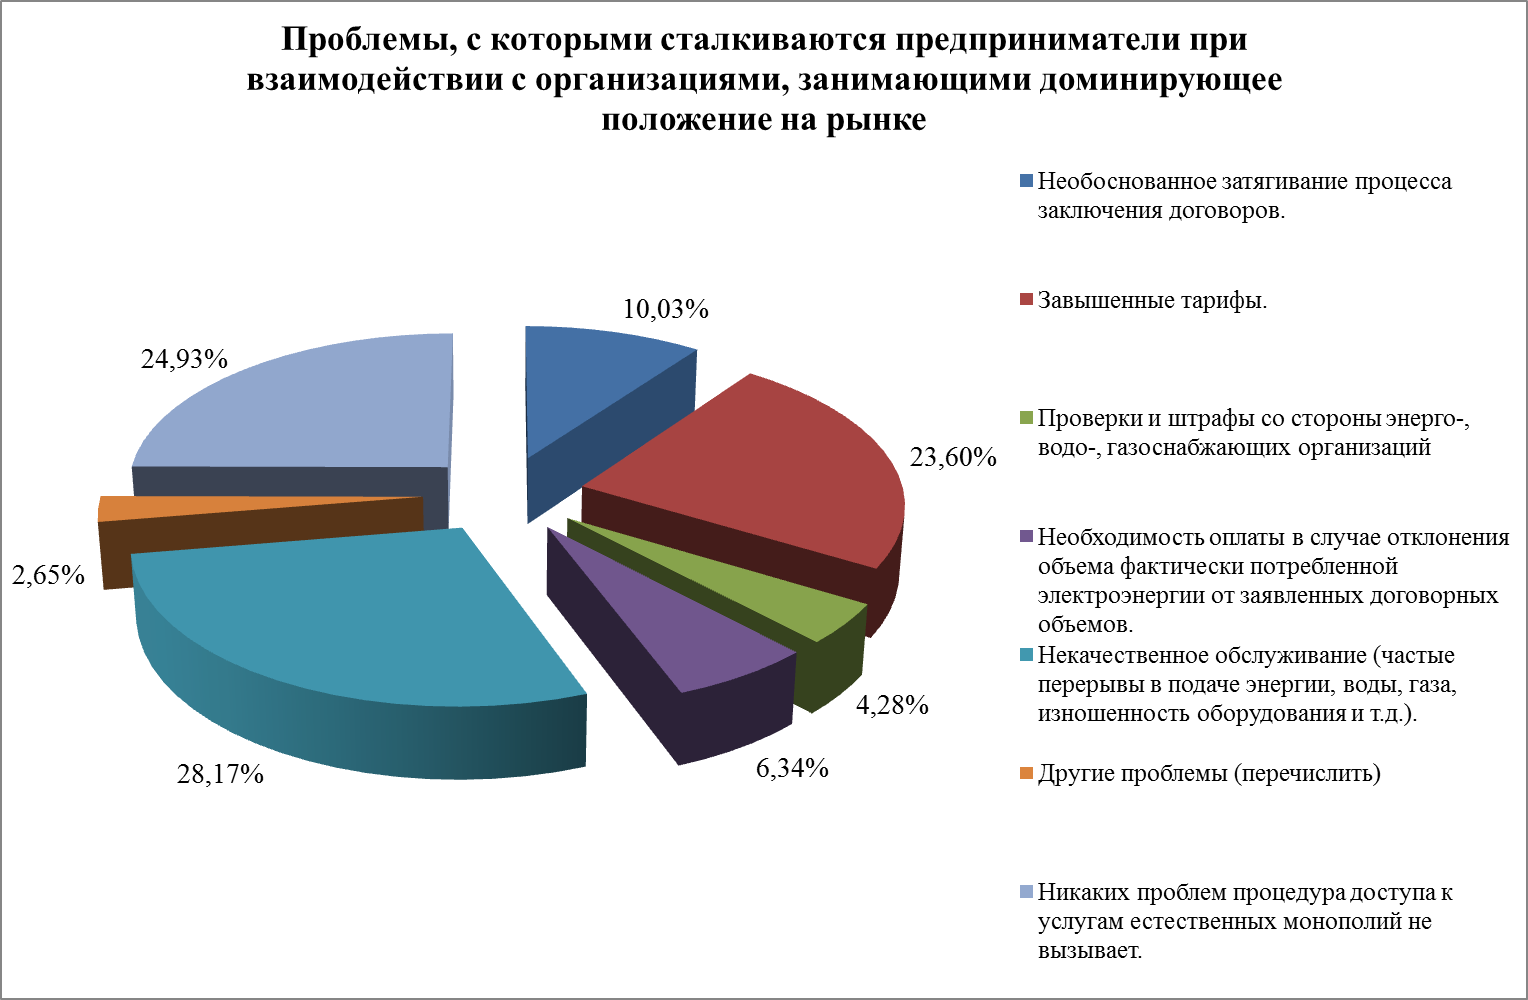 Проблемы, с которыми сталкиваются предприниматели при
взаимодействии с организациями, занимающими доминирующее
положение на рынке
Необоснованное затягивание процесса
заключения договоров.
Завышенные тарифы.
Проверки и штрафы со стороны энерго-,
водо-, газоснабжающих организаций
Необходимость оплаты в случае отклонения
объема фактически потребленной
электроэнергии от заявленных договорных
объемов.
Некачественное обслуживание (частые
перерывы в подаче энергии, воды, газа,
изношенность оборудования и т.д.).
Другие проблемы (перечислить)
Никаких проблем процедура доступа к
услугам естественных монополий не
вызывает.
10,03%
23,60%
4,28%
6,34%
28,17%
2,65%
24,93%